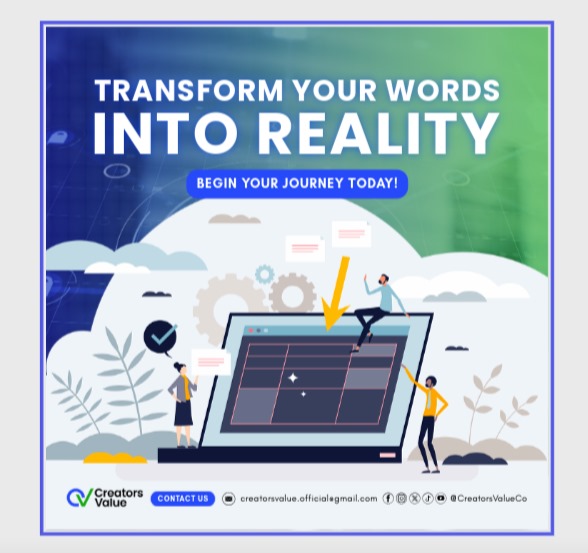 TRANSFORM YOUR WORDS
INTO REALITY
BEGIN YOUR JOURNEY TODAY!
Creators
Value
CONTACT US
creatorsvalue.official@gmail.com
@CreatorsValueCo